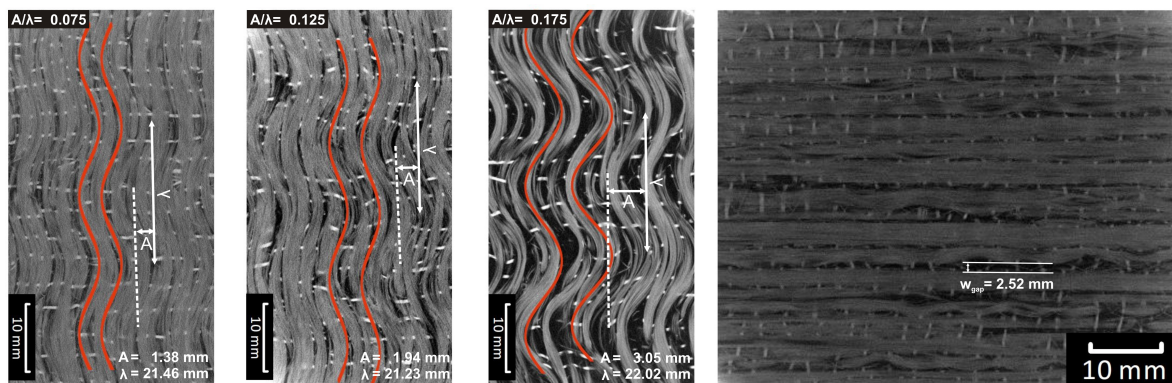 A/λ= 0.075
A
λ
10 mm
A= 1.38 mm
λ = 21.46 mm
A/λ= 0.125
A
λ
10 mm
A= 1.94 mm
λ = 21.23 mm
A/λ= 0.175
A
λ
10 mm
A= 3.05 mm
λ = 22.02 mm
wgap= 2.52 mm
10 mm